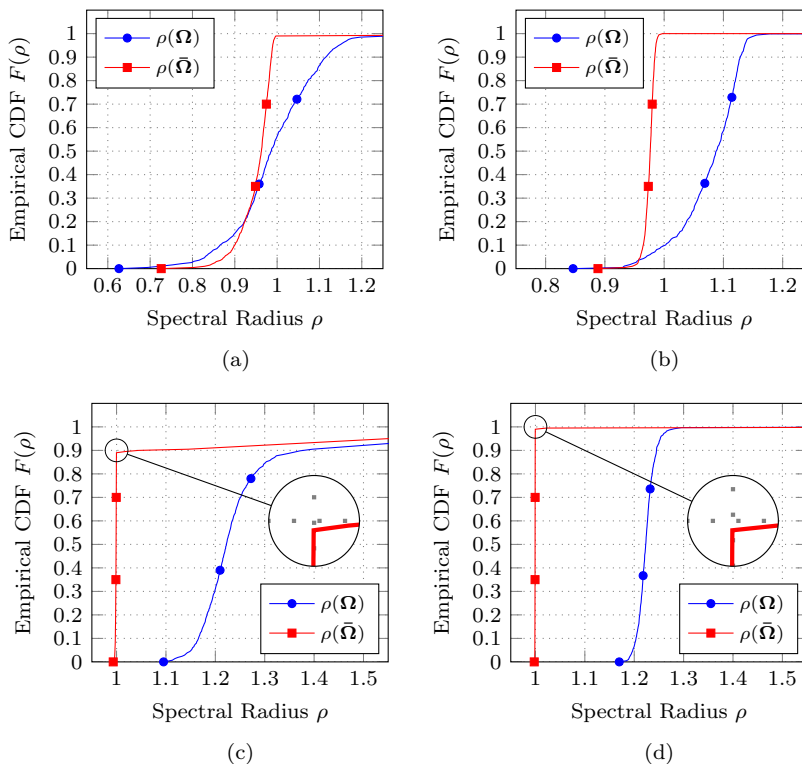 1
0.9
0.8
0.7
0.6
0.5
0.4
0.3
0.2
0.1
0
Empirical CDF F(ρ)
ρ(Ω)
ρ(Ω̄)
0.6 0.7 0.8 0.9 1 1.1 1.2
Spectral Radius ρ
(a)
1
0.9
0.8
0.7
0.6
0.5
0.4
0.3
0.2
0.1
0
Empirical CDF F(ρ)
ρ(Ω)
ρ(Ω̄)
0.8 0.9 1 1.1 1.2
Spectral Radius ρ
(b)
1
0.9
0.8
0.7
0.6
0.5
0.4
0.3
0.2
0.1
0
Empirical CDF F(ρ)
ρ(Ω)
ρ(Ω̄)
1 1.1 1.2 1.3 1.4 1.5
Spectral Radius ρ
(c)
1
0.9
0.8
0.7
0.6
0.5
0.4
0.3
0.2
0.1
0
Empirical CDF F(ρ)
ρ(Ω)
ρ(Ω̄)
1 1.1 1.2 1.3 1.4 1.5
Spectral Radius ρ
(d)